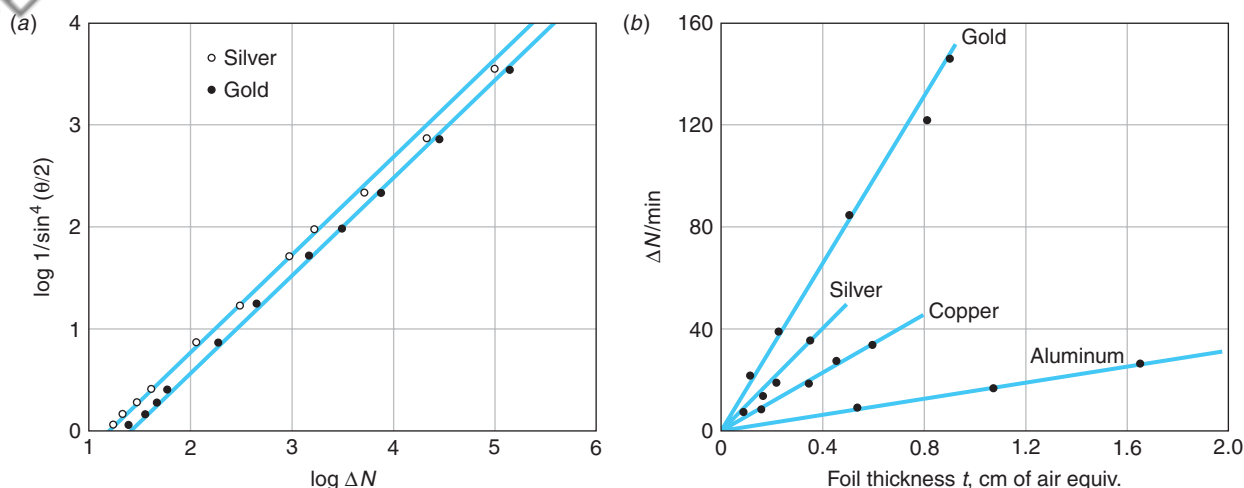 (a)
4
3
2
1
0
log 1/sin⁴ (θ/2)
Silver
Gold
1 2 3 4 5 6
log ΔN
(b)
160
120
80
40
0
ΔN/min
Gold
Silver
Copper
Aluminum
0 0.4 0.8 1.2 1.6 2.0
Foil thickness t, cm of air equiv.